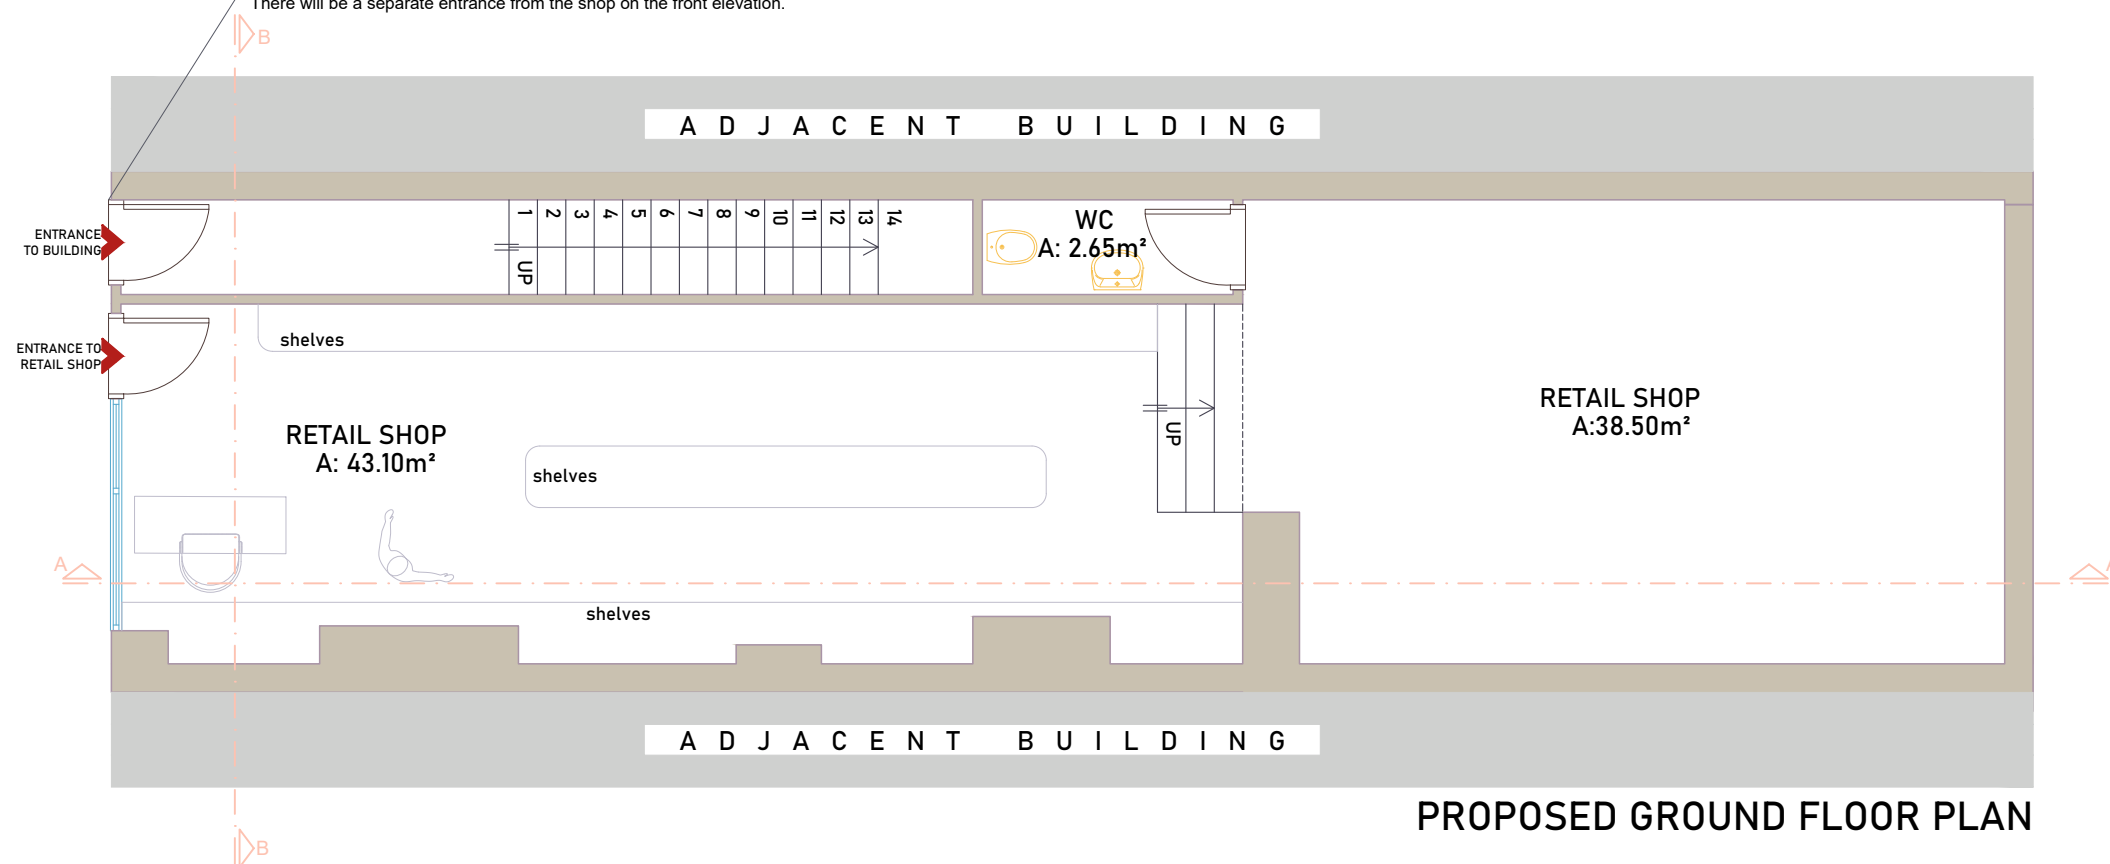 There will be a separate entrance from the shop on the front elevation.
B
ADJACENT BUILDING
ENTRANCE
TO BUILDING
1 2 3 4 5 6 7 8 9 10 11 12 13 14
UP
WC
A: 2.65m²
ENTRANCE TO
RETAIL SHOP
shelves
RETAIL SHOP
A: 43.10m²
shelves
UP
RETAIL SHOP
A:38.50m²
A
shelves
ADJACENT BUILDING
PROPOSED GROUND FLOOR PLAN
B